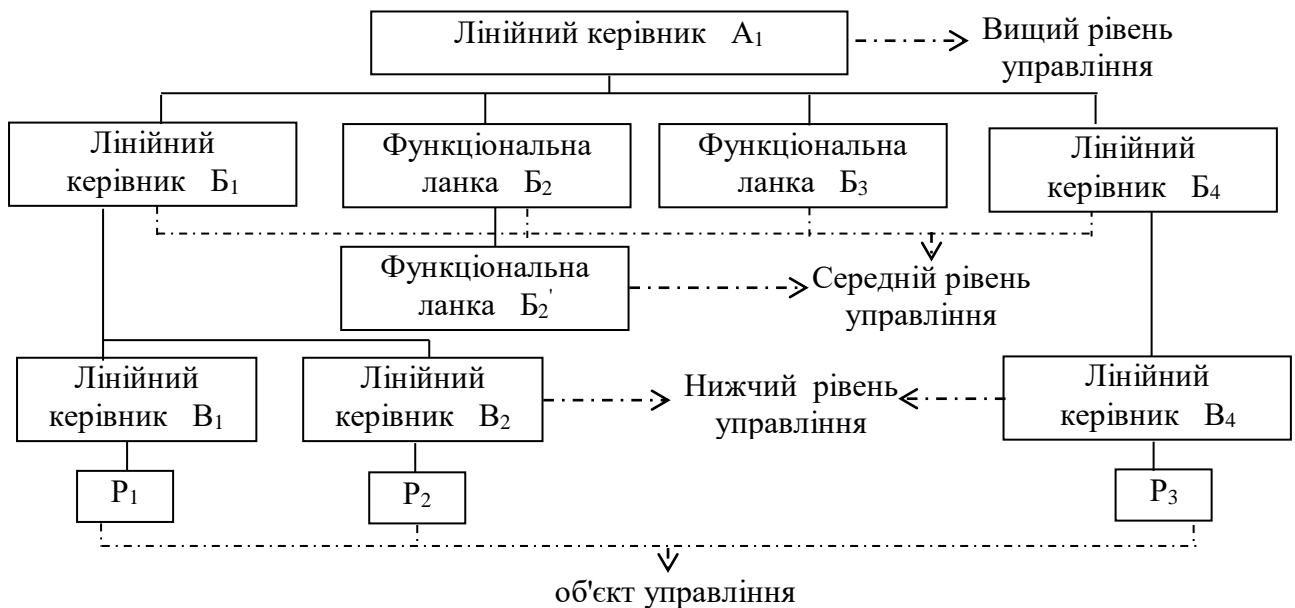 Лінійний керівник А₁
Вищий рівень
управління
Лінійний
керівник Б₁
Функціональна
ланка Б₂
Функціональна
ланка Б₃
Лінійний
керівник Б₄
Функціональна
ланка Б₂'
Середній рівень
управління
Лінійний
керівник В₁
Лінійний
керівник В₂
Нижчий рівень
управління
Лінійний
керівник В₄
Р₁
Р₂
Р₃
об'єкт управління